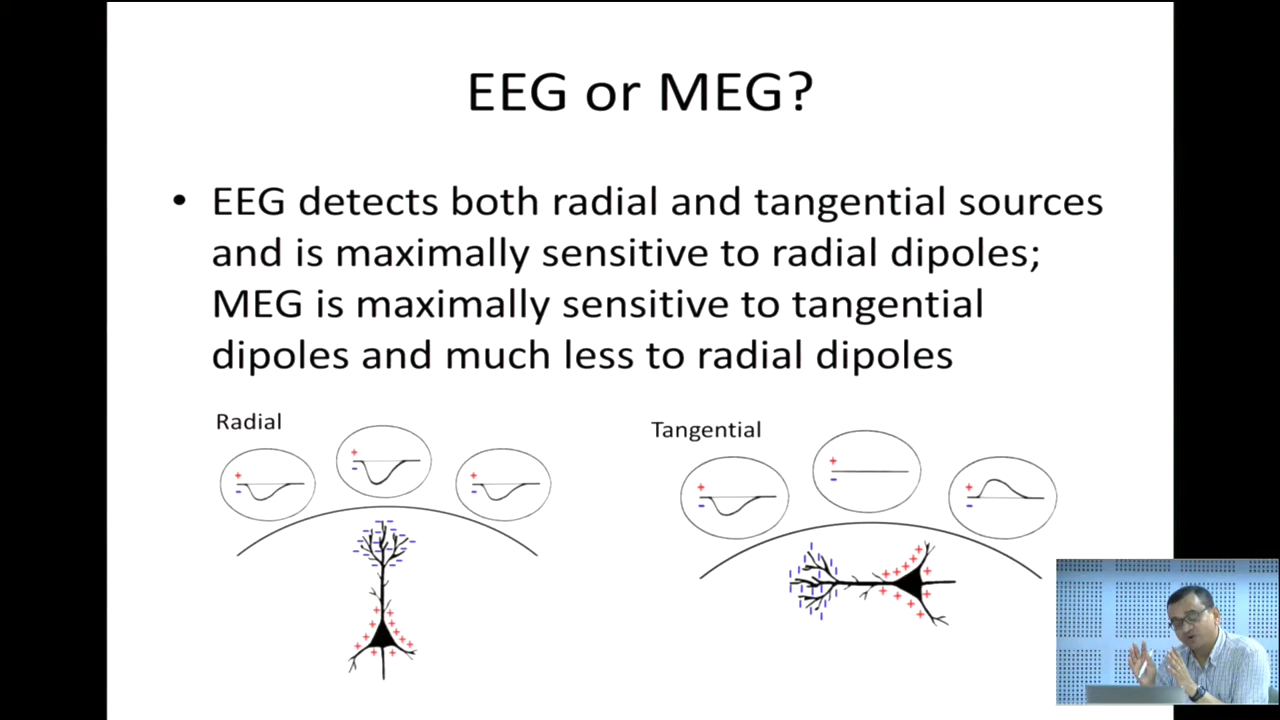 EEG or MEG?
• EEG detects both radial and tangential sources
and is maximally sensitive to radial dipoles;
MEG is maximally sensitive to tangential
dipoles and much less to radial dipoles
Radial
Tangential